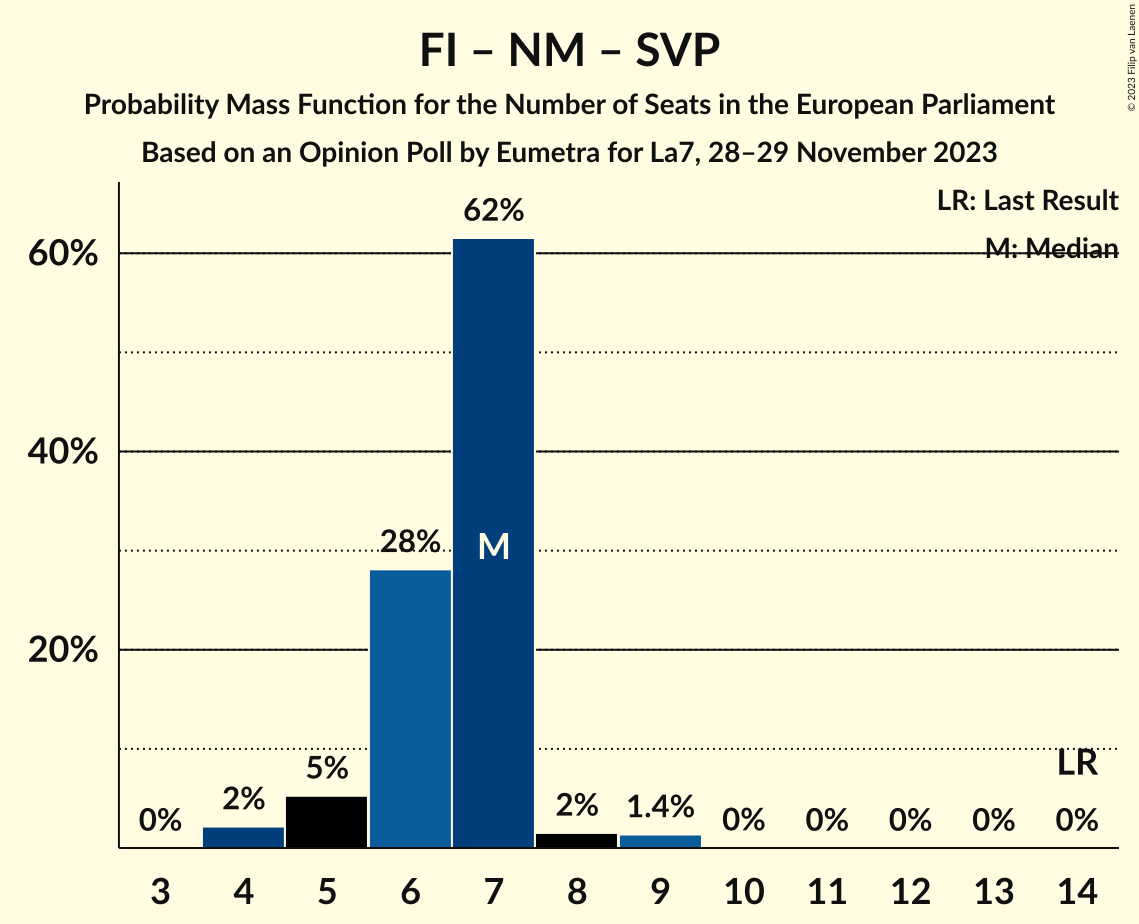 FI – NM – SVP
Probability Mass Function for the Number of Seats in the European Parliament
Based on an Opinion Poll by Eumetra for La7, 28–29 November 2023
© 2023 Filip van Laenen
LR: Last Result
M: Median
60%
40%
20%
0%
2%
5%
28%
62%
M
2%
1.4%
0%
0%
0%
0%
LR
0%
3 4 5 6 7 8 9 10 11 12 13 14